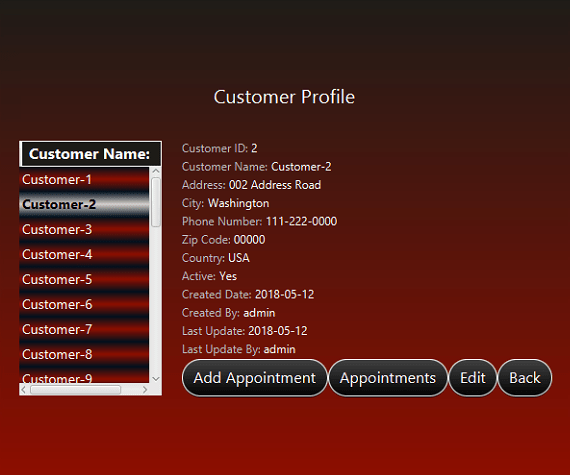 Customer Profile
Customer Name:
Customer-1
Customer-2
Customer-3
Customer-4
Customer-5
Customer-6
Customer-7
Customer-8
Customer-9
Customer ID: 2
Customer Name: Customer-2
Address: 002 Address Road
City: Washington
Phone Number: 111-222-0000
Zip Code: 00000
Country: USA
Active: Yes
Created Date: 2018-05-12
Created By: admin
Last Update: 2018-05-12
Last Update By: admin
Add Appointment Appointments Edit Back